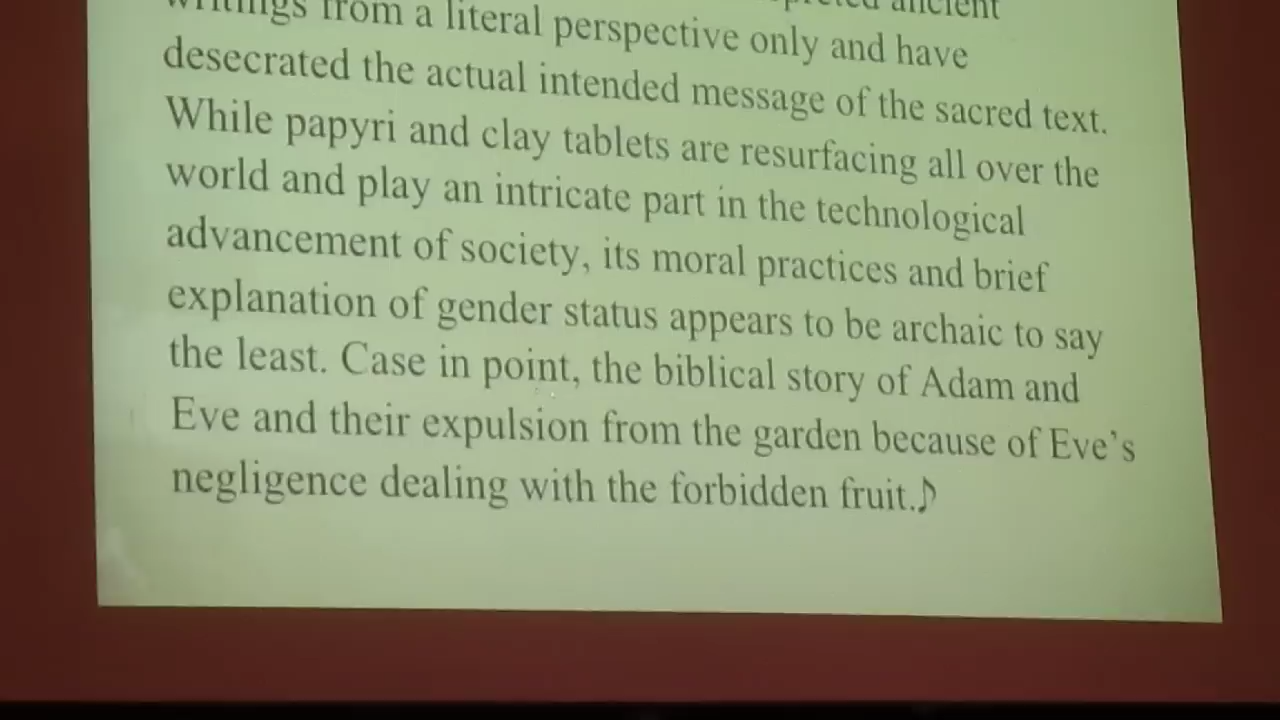 ancient
writings from a literal perspective only and have
desecrated the actual intended message of the sacred text.
While papyri and clay tablets are resurfacing all over the
world and play an intricate part in the technological
advancement of society, its moral practices and brief
explanation of gender status appears to be archaic to say
the least. Case in point, the biblical story of Adam and
Eve and their expulsion from the garden because of Eve’s
negligence dealing with the forbidden fruit.♪